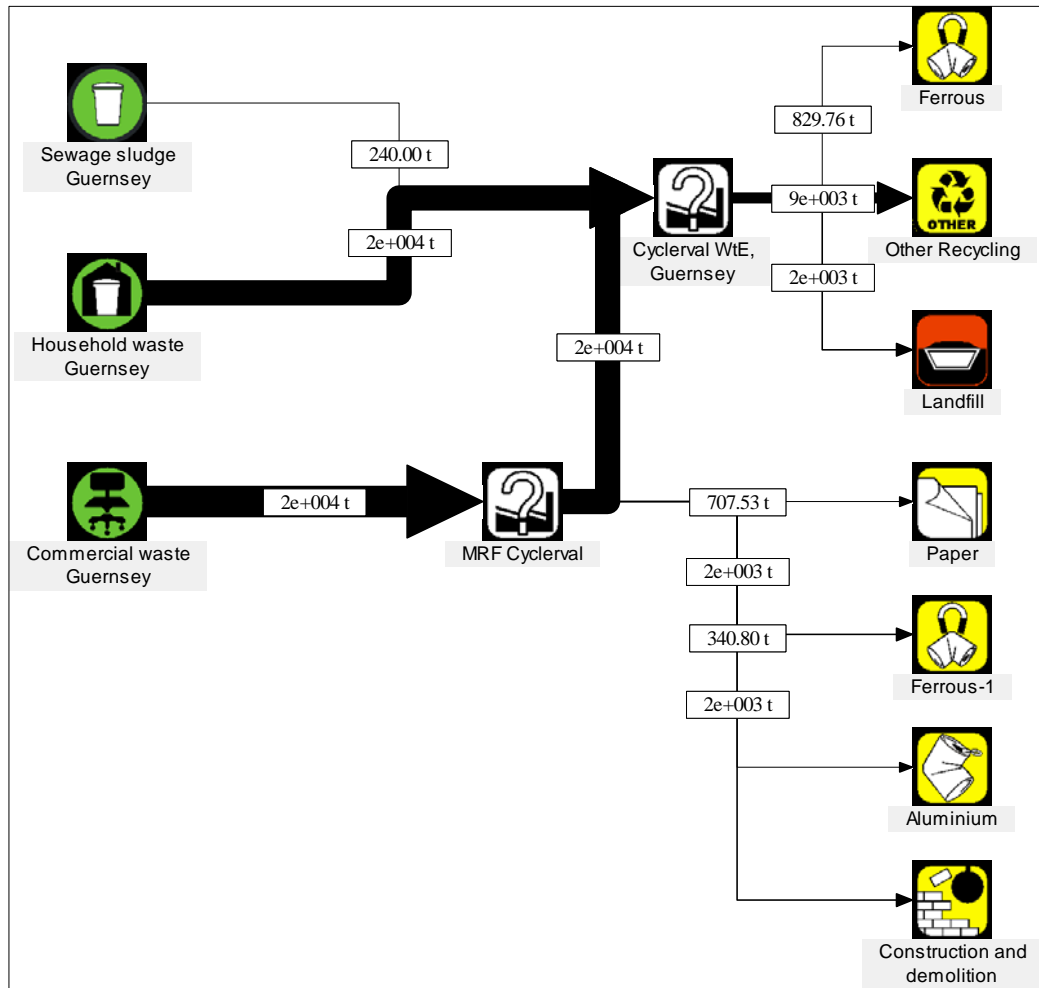 Ferrous
829.76 t
Sewage sludge
Guernsey
240.00 t
Cyclerval WtE,
Guernsey
9e+003 t
OTHER
Other Recycling
2e+004 t
2e+003 t
Household waste
Guernsey
2e+004 t
Landfill
Commercial waste
Guernsey
2e+004 t
MRF Cyclerval
707.53 t
Paper
2e+003 t
340.80 t
Ferrous-1
2e+003 t
Aluminium
Construction and
demolition